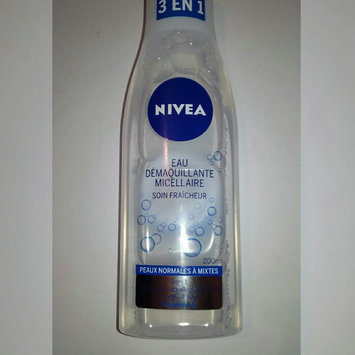 3 EN 1
NIVEA
EAU
DÉMAQUILLANTE
MICELLAIRE
SOIN FRAÎCHEUR
200ml
PEAUX NORMALES À MIXTES